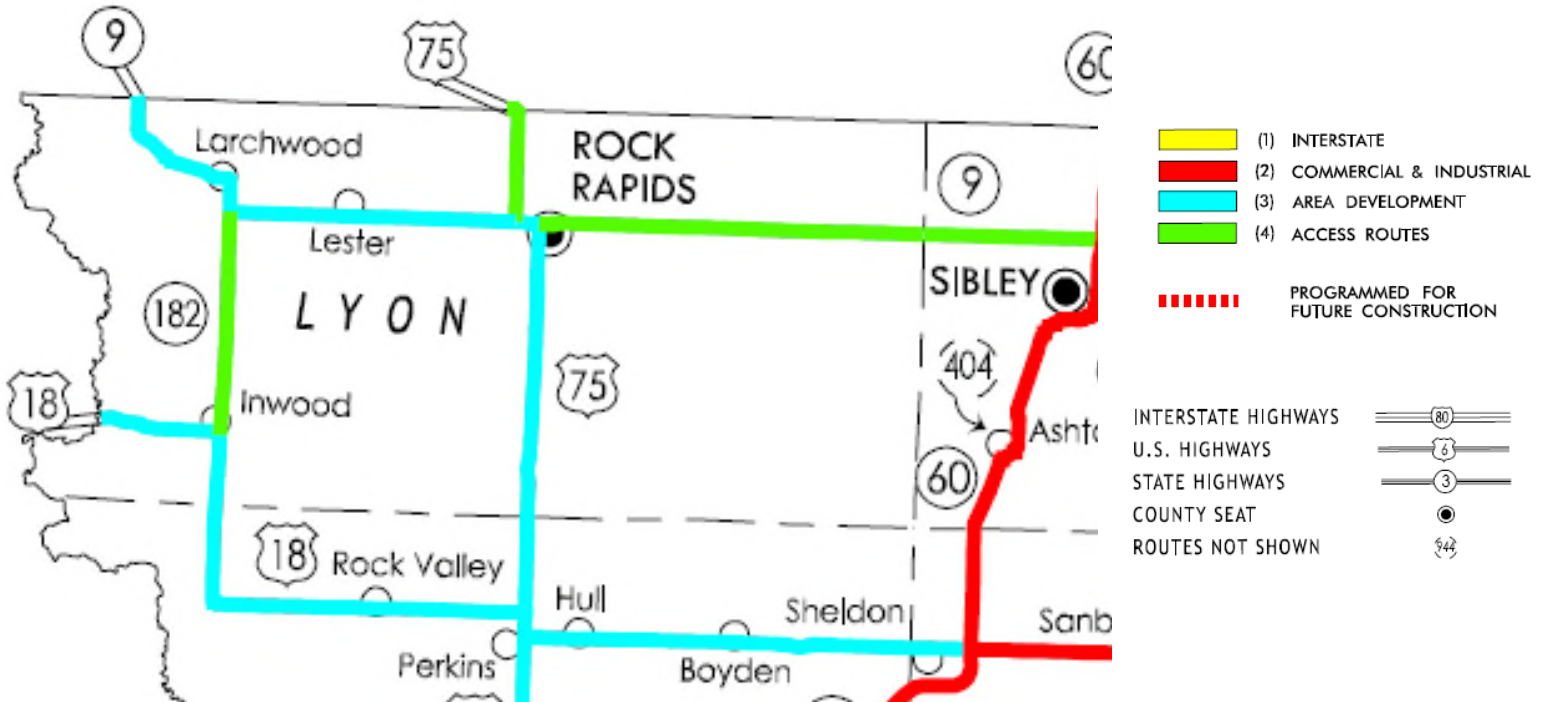 9
75
60
Larchwood
ROCK
RAPIDS
9
(1) INTERSTATE
(2) COMMERCIAL & INDUSTRIAL
(3) AREA DEVELOPMENT
(4) ACCESS ROUTES
Lester
SIBLEY
182
LYON
PROGRAMMED FOR
FUTURE CONSTRUCTION
404
75
18
Inwood
Ashto
60
INTERSTATE HIGHWAYS 80
U.S. HIGHWAYS 6
STATE HIGHWAYS 3
COUNTY SEAT
ROUTES NOT SHOWN 944
18
Rock Valley
Hull
Sheldon
Sanb
Perkins
Boyden